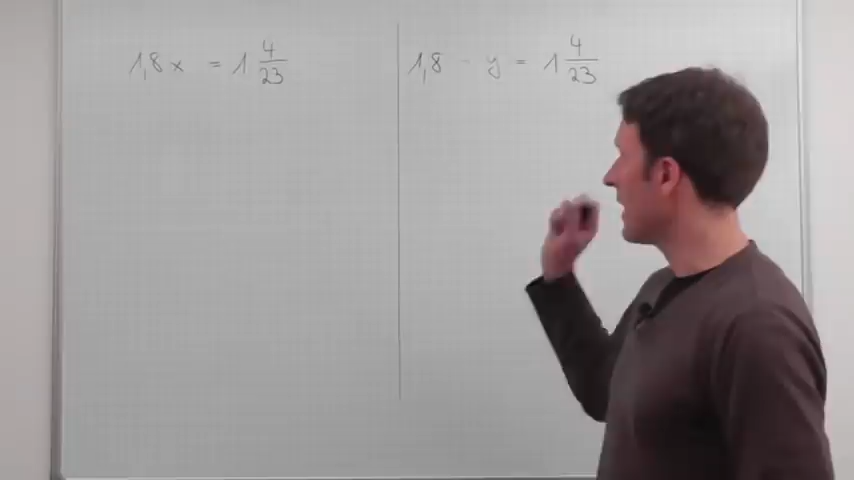 1,8x = 1 4/23
1,8 - y = 1 4/23